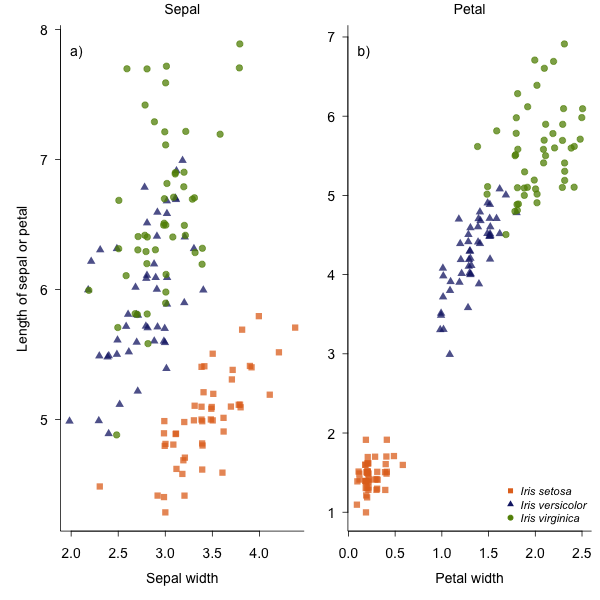 Sepal
Petal
a)
b)
Length of sepal or petal
8
7
6
5
2.0 2.5 3.0 3.5 4.0
Sepal width
7
6
5
4
3
2
1
Iris setosa
Iris versicolor
Iris virginica
0.0 0.5 1.0 1.5 2.0 2.5
Petal width